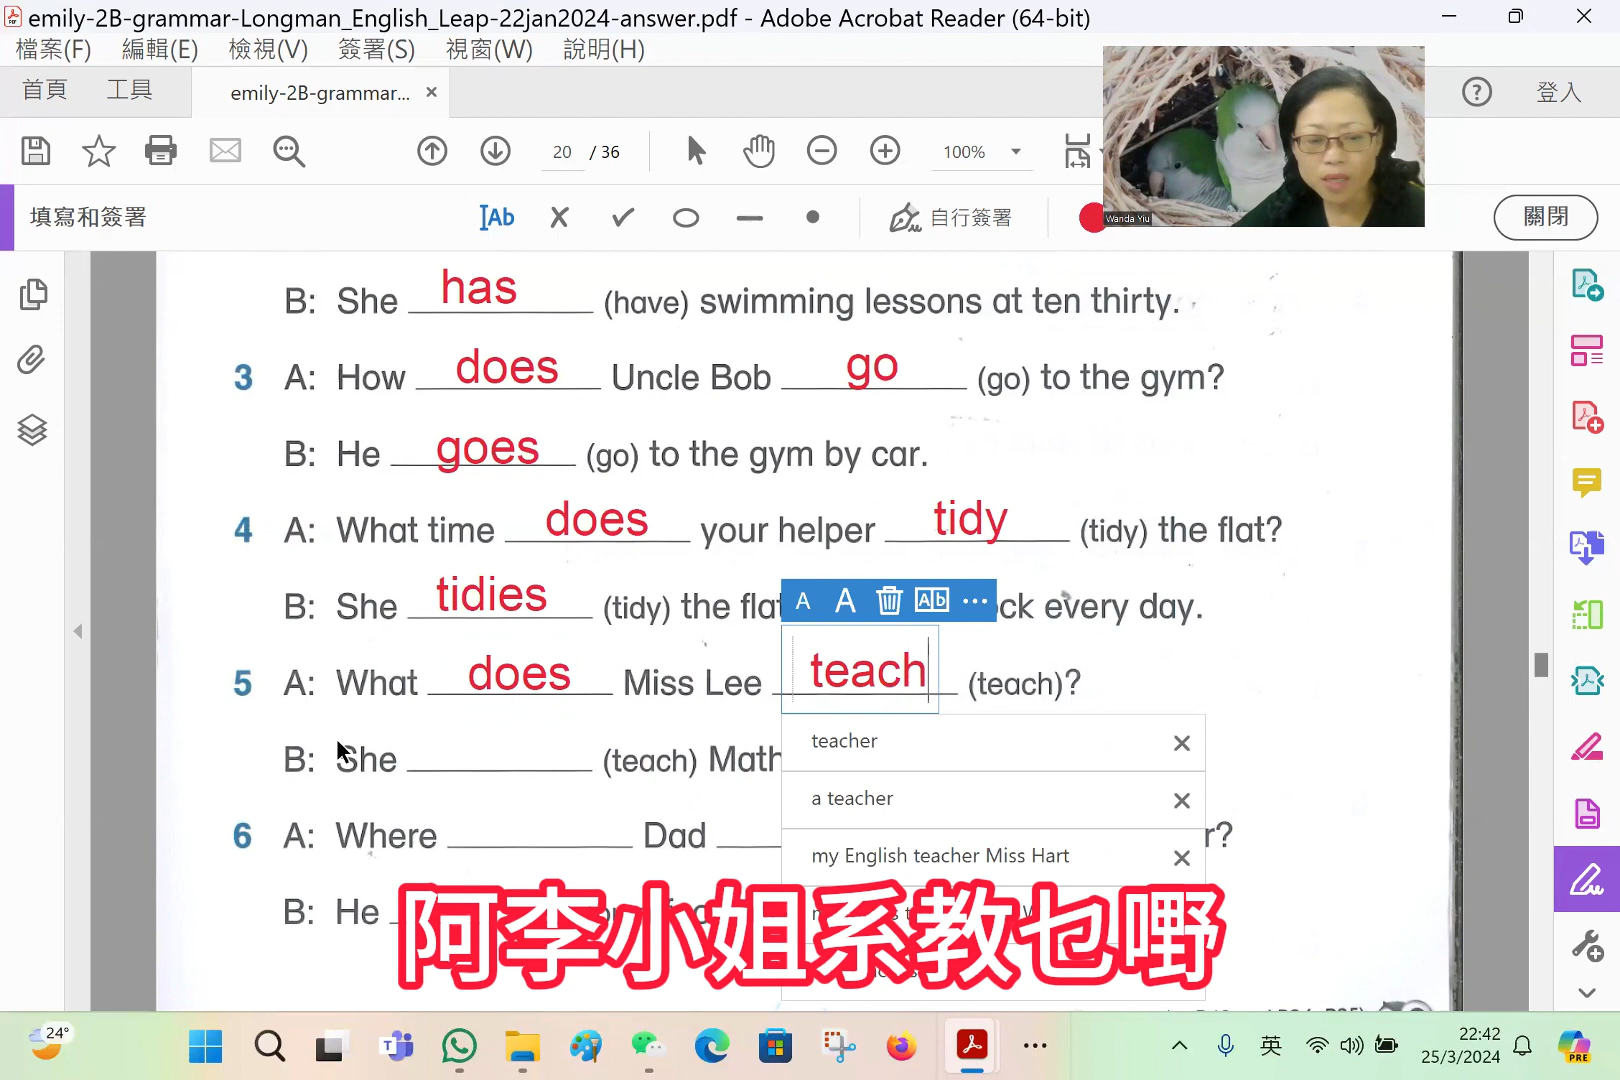 emily-2B-grammar-Longman_English_Leap-22jan2024-answer.pdf - Adobe Acrobat Reader (64-bit)
檔案(F) 編輯(E) 檢視(V) 簽署(S) 視窗(W) 說明(H)
首頁 工具 emily-2B-grammar...
登入
20 / 36
100%
Wanda Yiu
填寫和簽署
Ab
自行簽署
關閉
B: She has (have) swimming lessons at ten thirty.
3 A: How does Uncle Bob go (go) to the gym?
B: He goes (go) to the gym by car.
4 A: What time does your helper tidy (tidy) the flat?
B: She tidies (tidy) the flat ock every day.
A A Ab
5 A: What does Miss Lee teach (teach)?
teacher
B: She (teach) Math
a teacher
6 A: Where Dad r?
my English teacher Miss Hart
B: He
阿李小姐系教乜嘢
24°
英
22:42
25/3/2024
PRE